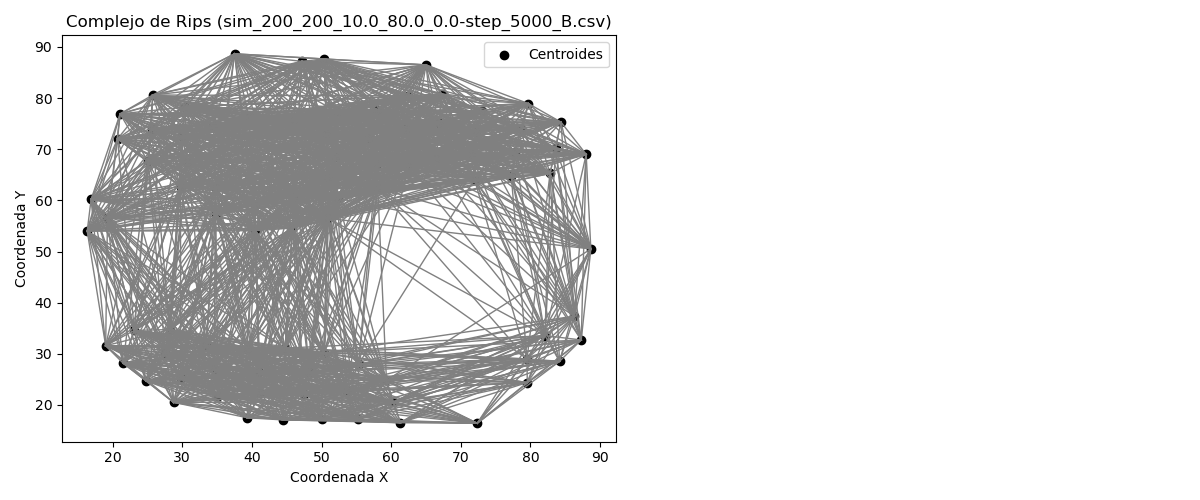 Complejo de Rips (sim_200_200_10.0_80.0_0.0-step_5000_B.csv)
Centroides
Coordenada Y
90
80
70
60
50
40
30
20
20 30 40 50 60 70 80 90
Coordenada X